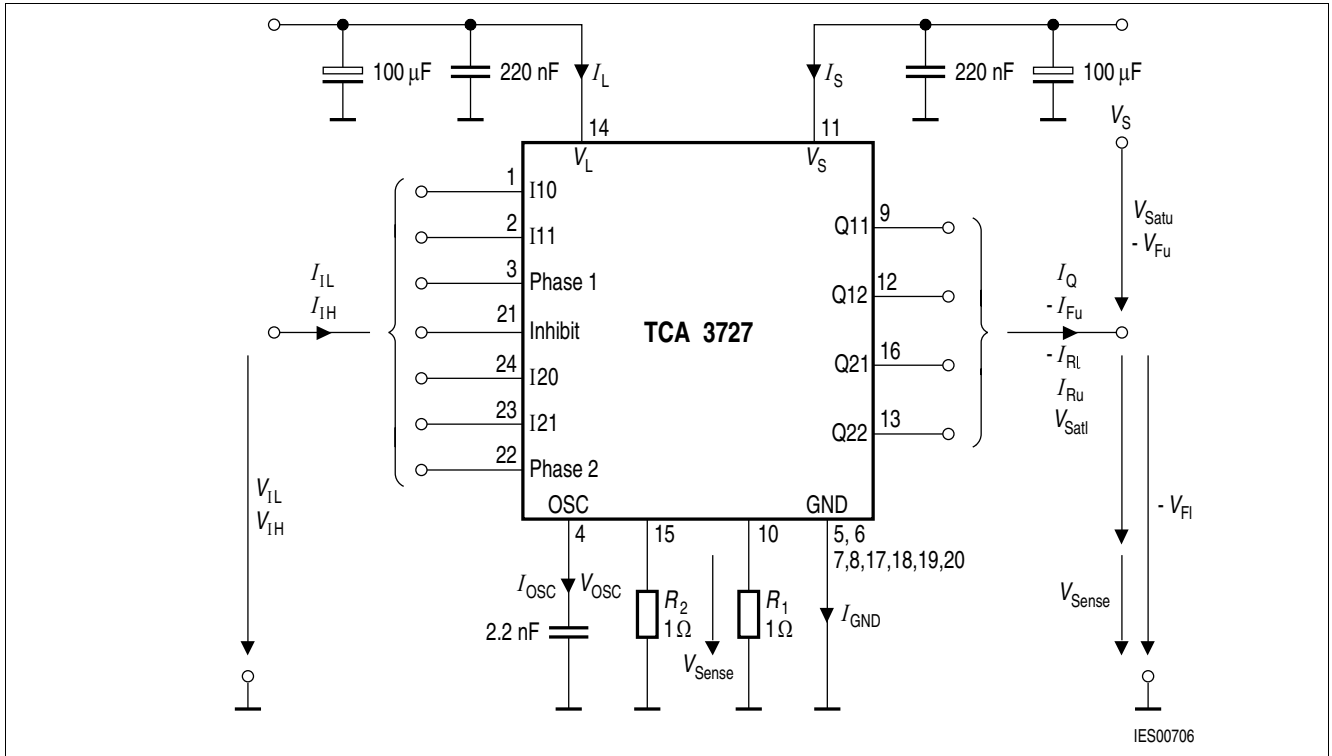 100 µF
220 nF
I_L
I_S
220 nF
100 µF
14
11
V_L
V_S
V_S
1
I10
2
I11
3
Phase 1
21
Inhibit
24
I20
23
I21
22
Phase 2
TCA 3727
Q11
9
Q12
12
Q21
16
Q22
13
I_IL
I_IH
V_IL
V_IH
I_Q
- I_Fu
- I_Rl
I_Ru
V_Satl
V_Satu
- V_Fu
- V_Fl
V_Sense
OSC
GND
4
15
10
5, 6
7,8,17,18,19,20
I_OSC
V_OSC
2.2 nF
R_2
1Ω
V_Sense
R_1
1Ω
I_GND
IES00706